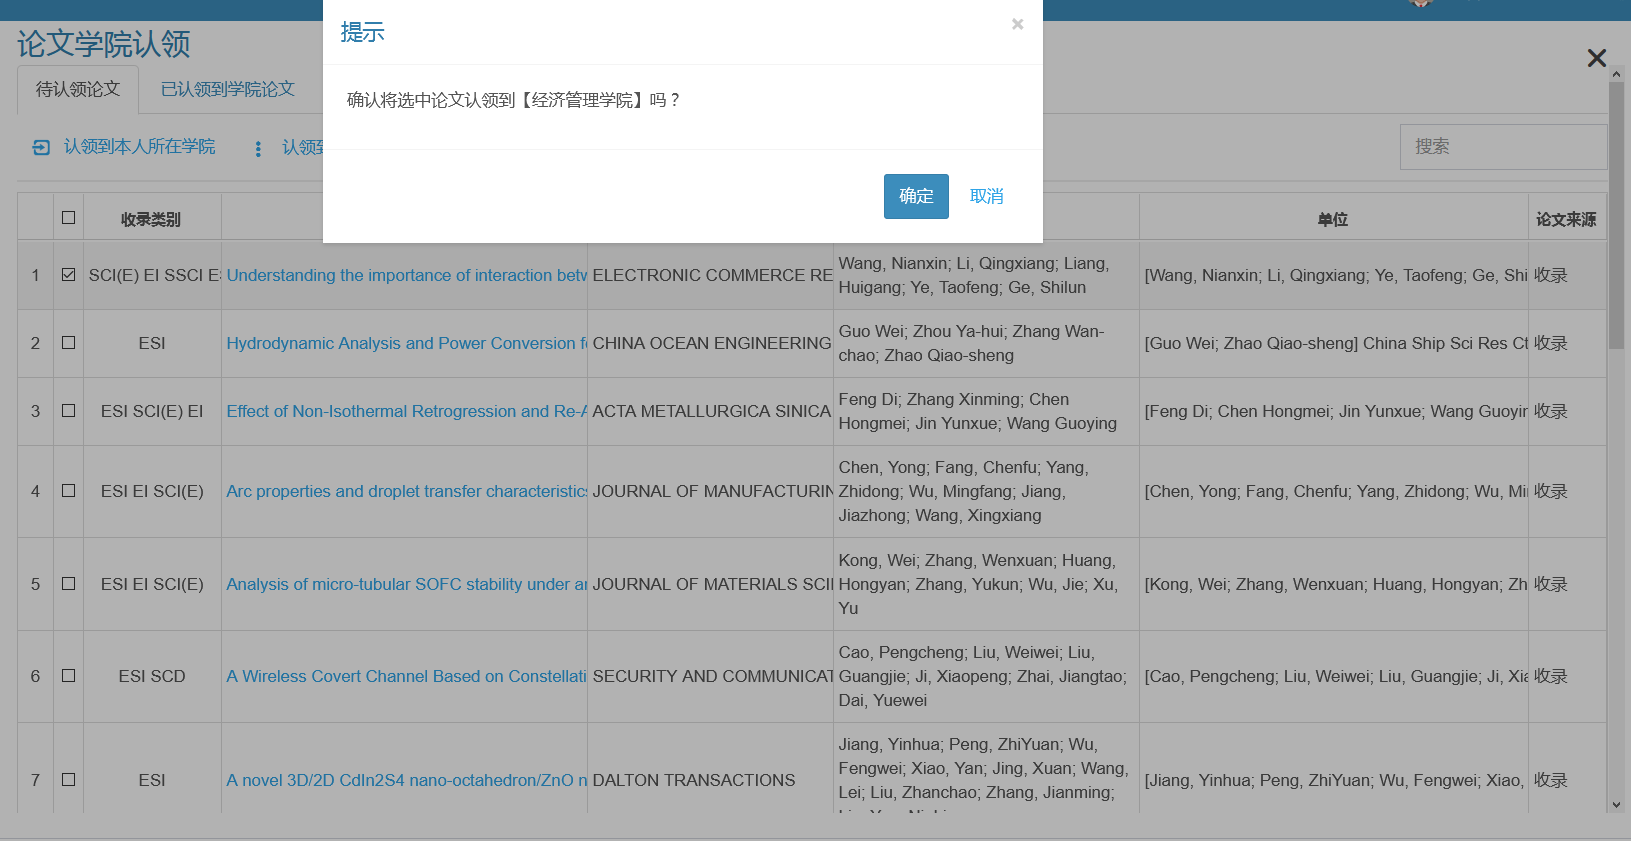 提示
×
论文学院认领
待认领论文 已认领到学院论文
确认将选中论文认领到【经济管理学院】吗？
认领到本人所在学院 认领到
搜索
确定 取消
收录类别 单位 论文来源
1 SCI(E) EI SSCI E Understanding the importance of interaction betw ELECTRONIC COMMERCE RE Wang, Nianxin; Li, Qingxiang; Liang, [Wang, Nianxin; Li, Qingxiang; Ye, Taofeng; Ge, Shi 收录
Huigang; Ye, Taofeng; Ge, Shilun
2 ESI Hydrodynamic Analysis and Power Conversion fo CHINA OCEAN ENGINEERING Guo Wei; Zhou Ya-hui; Zhang Wan- [Guo Wei; Zhao Qiao-sheng] China Ship Sci Res Ct 收录
chao; Zhao Qiao-sheng
3 ESI SCI(E) EI Effect of Non-Isothermal Retrogression and Re-A ACTA METALLURGICA SINICA Feng Di; Zhang Xinming; Chen [Feng Di; Chen Hongmei; Jin Yunxue; Wang Guoyin 收录
Hongmei; Jin Yunxue; Wang Guoying
4 ESI EI SCI(E) Arc properties and droplet transfer characteristics JOURNAL OF MANUFACTURIN Chen, Yong; Fang, Chenfu; Yang, [Chen, Yong; Fang, Chenfu; Yang, Zhidong; Wu, Mi 收录
Zhidong; Wu, Mingfang; Jiang,
Jiazhong; Wang, Xingxiang
5 ESI EI SCI(E) Analysis of micro-tubular SOFC stability under a JOURNAL OF MATERIALS SCI Kong, Wei; Zhang, Wenxuan; Huang, [Kong, Wei; Zhang, Wenxuan; Huang, Hongyan; Zh 收录
Hongyan; Zhang, Yukun; Wu, Jie; Xu,
Yu
6 ESI SCD A Wireless Covert Channel Based on Constellati SECURITY AND COMMUNICAT Cao, Pengcheng; Liu, Weiwei; Liu, [Cao, Pengcheng; Liu, Weiwei; Liu, Guangjie; Ji, Xia 收录
Guangjie; Ji, Xiaopeng; Zhai, Jiangtao;
Dai, Yuewei
7 ESI A novel 3D/2D CdIn2S4 nano-octahedron/ZnO n DALTON TRANSACTIONS Jiang, Yinhua; Peng, ZhiYuan; Wu, [Jiang, Yinhua; Peng, ZhiYuan; Wu, Fengwei; Xiao, 收录
Fengwei; Xiao, Yan; Jing, Xuan; Wang,
Lei; Liu, Zhanchao; Zhang, Jianming;